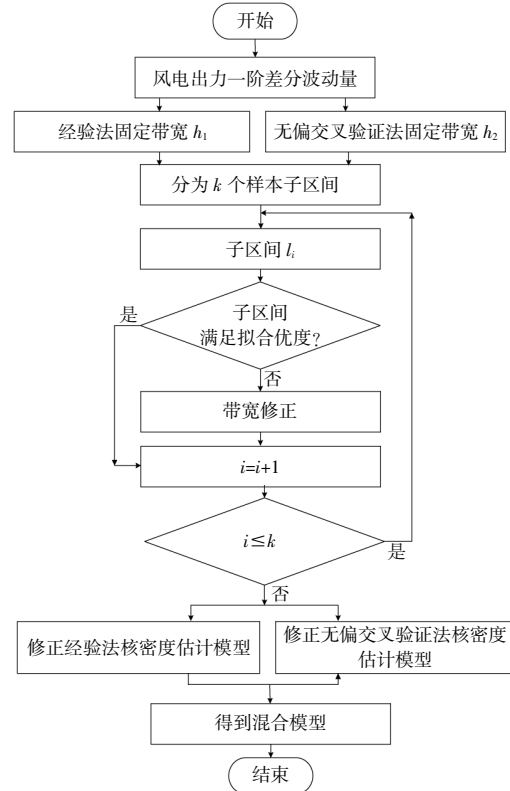 开始
风电出力一阶差分波动量
经验法固定带宽 h₁
无偏交叉验证法固定带宽 h₂
分为 k 个样本子区间
子区间 lᵢ
子区间
满足拟合优度?
是
否
带宽修正
i=i+1
i≤k
是
否
修正经验法核密度估计模型
修正无偏交叉验证法核密度
估计模型
得到混合模型
结束